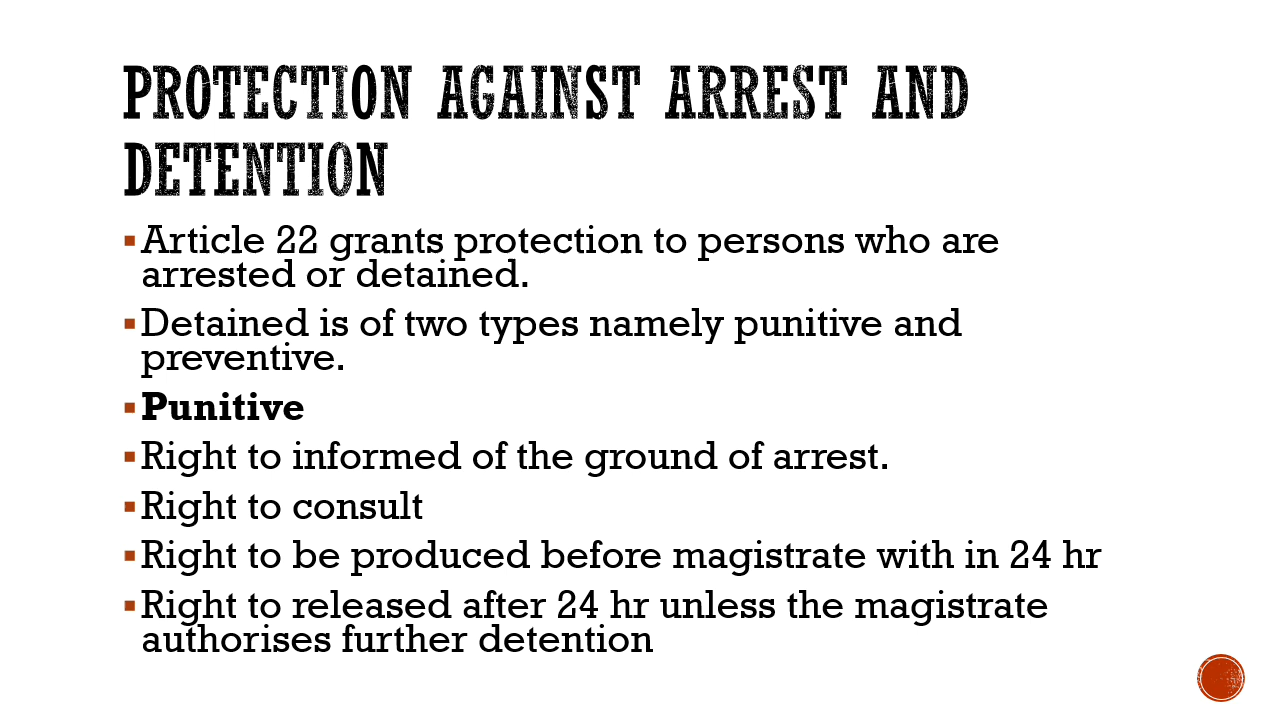 PROTECTION AGAINST ARREST AND
DETENTION
▪Article 22 grants protection to persons who are
arrested or detained.
▪Detained is of two types namely punitive and
preventive.
▪Punitive
▪Right to informed of the ground of arrest.
▪Right to consult
▪Right to be produced before magistrate with in 24 hr
▪Right to released after 24 hr unless the magistrate
authorises further detention